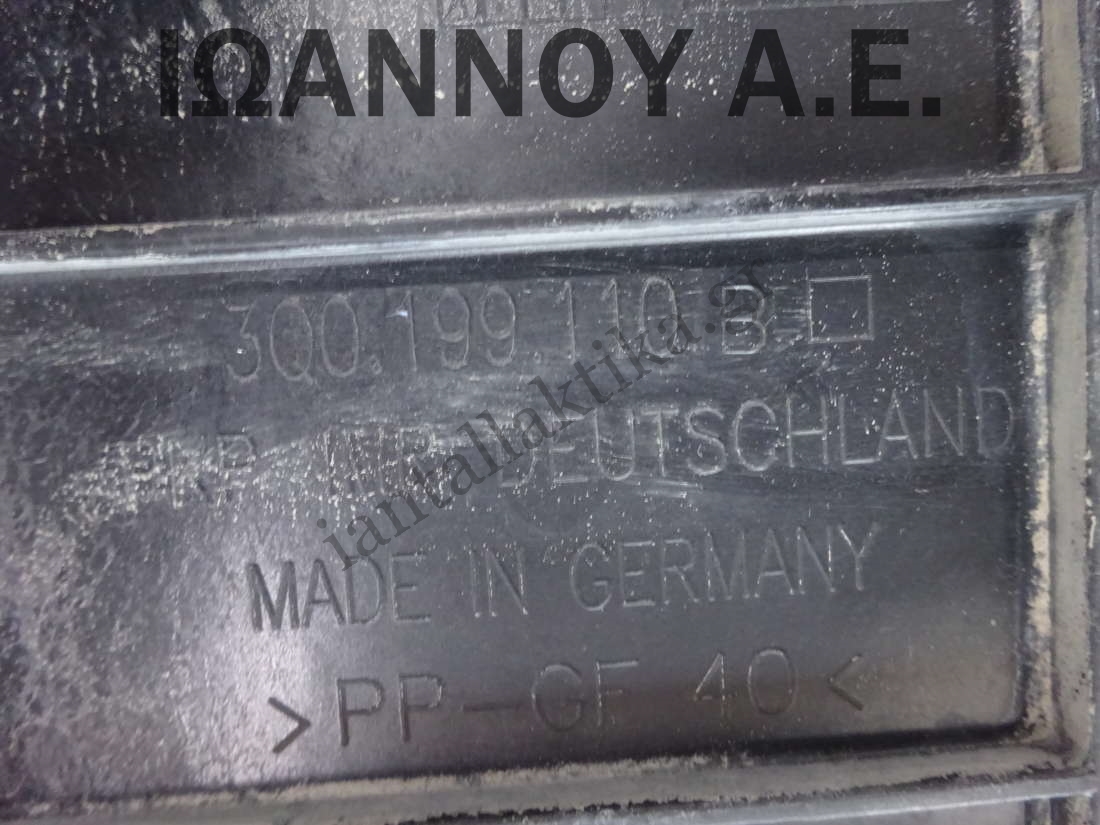 ΙΩΑΝΝΟΥ Α.Ε.
3Q0.199.110 B
DEUTSCHLAND
MADE IN GERMANY
>PP-GF 40<
iantallaktika.gr